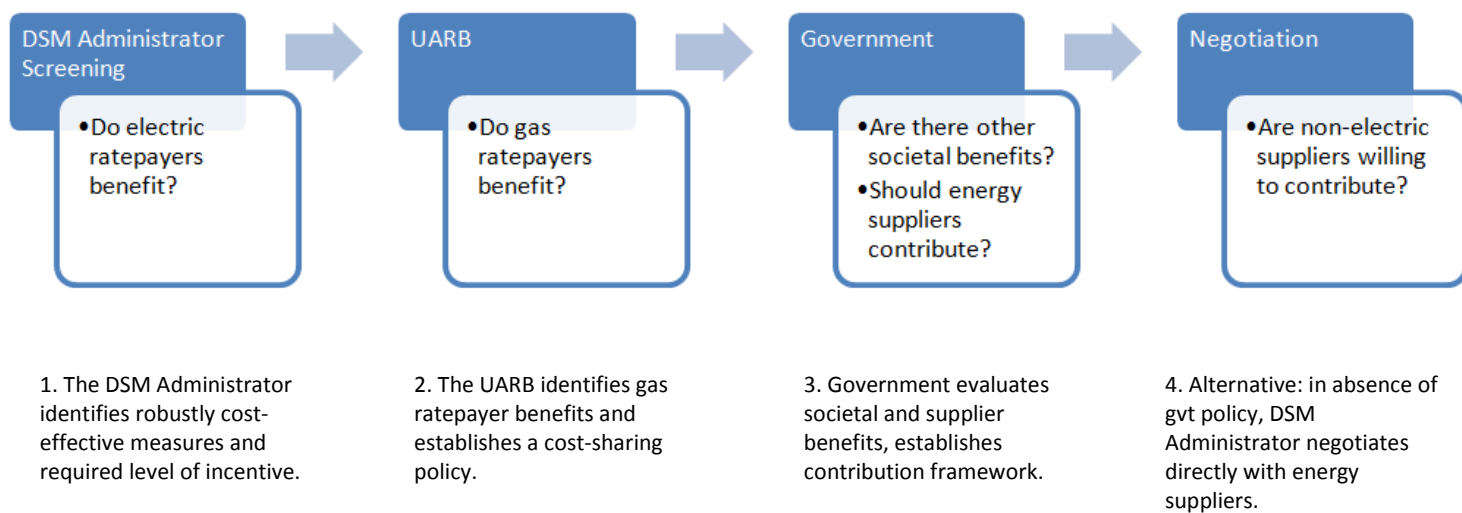 DSM Administrator
Screening
•Do electric
ratepayers
benefit?
UARB
•Do gas
ratepayers
benefit?
Government
•Are there other
societal benefits?
•Should energy
suppliers
contribute?
Negotiation
•Are non-electric
suppliers willing
to contribute?
1. The DSM Administrator
identifies robustly cost-
effective measures and
required level of incentive.
2. The UARB identifies gas
ratepayer benefits and
establishes a cost-sharing
policy.
3. Government evaluates
societal and supplier
benefits, establishes
contribution framework.
4. Alternative: in absence of
gvt policy, DSM
Administrator negotiates
directly with energy
suppliers.